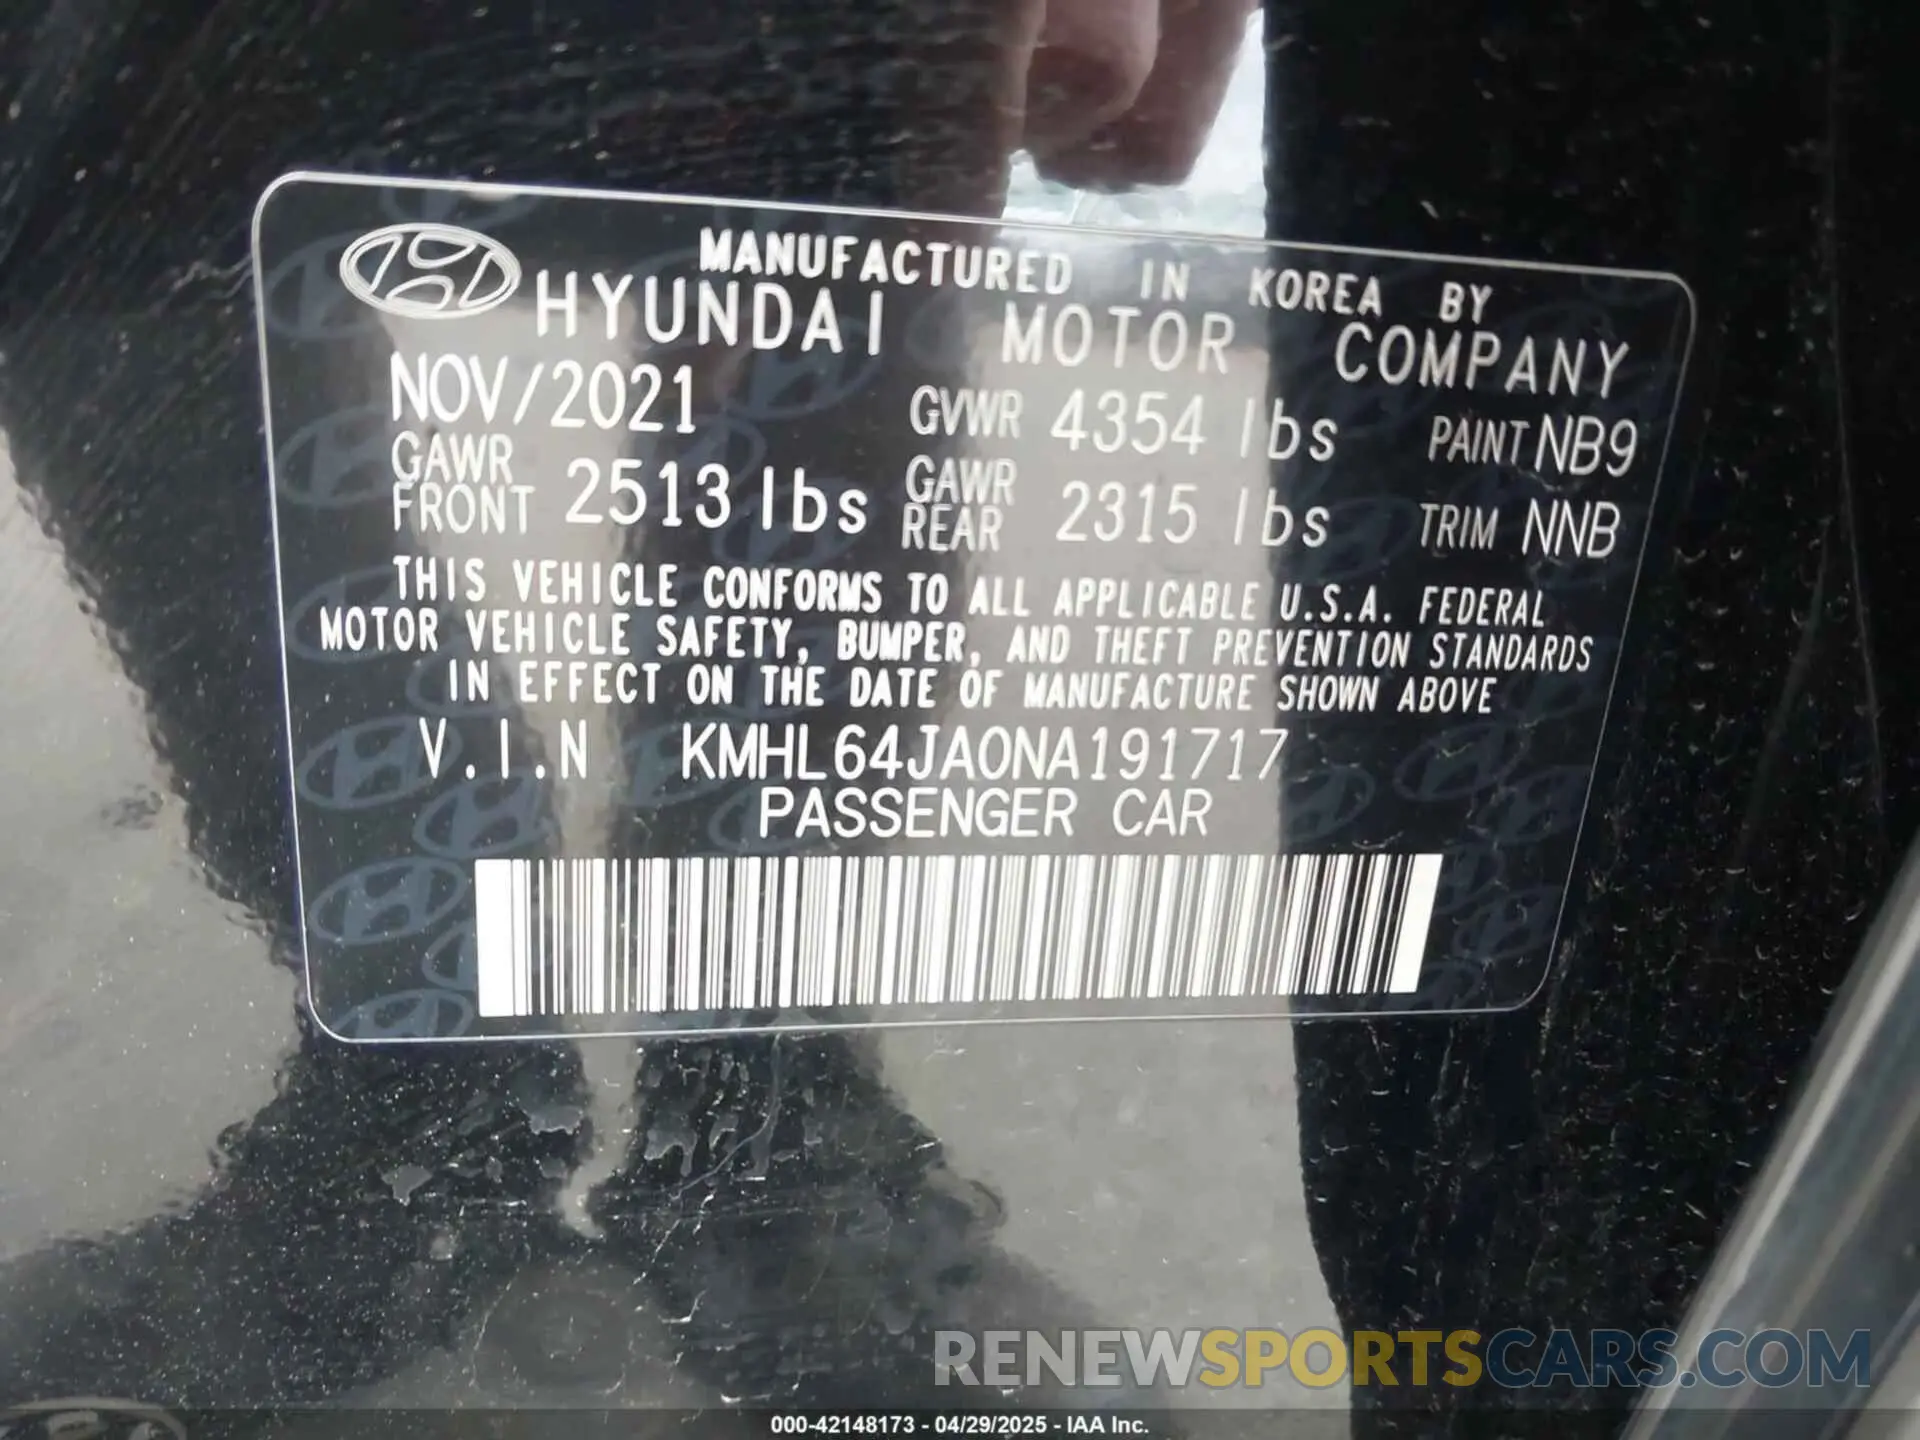 MANUFACTURED IN KOREA BY
HYUNDAI MOTOR COMPANY
NOV/2021 GVWR 4354 lbs PAINT NB9
GAWR FRONT 2513 lbs GAWR REAR 2315 lbs TRIM NNB
THIS VEHICLE CONFORMS TO ALL APPLICABLE U.S.A. FEDERAL
MOTOR VEHICLE SAFETY, BUMPER, AND THEFT PREVENTION STANDARDS
IN EFFECT ON THE DATE OF MANUFACTURE SHOWN ABOVE
V.I.N KMHL64JA0NA191717
PASSENGER CAR
RENEWSPORTSCARS.COM
000-42148173 - 04/29/2025 - IAA Inc.